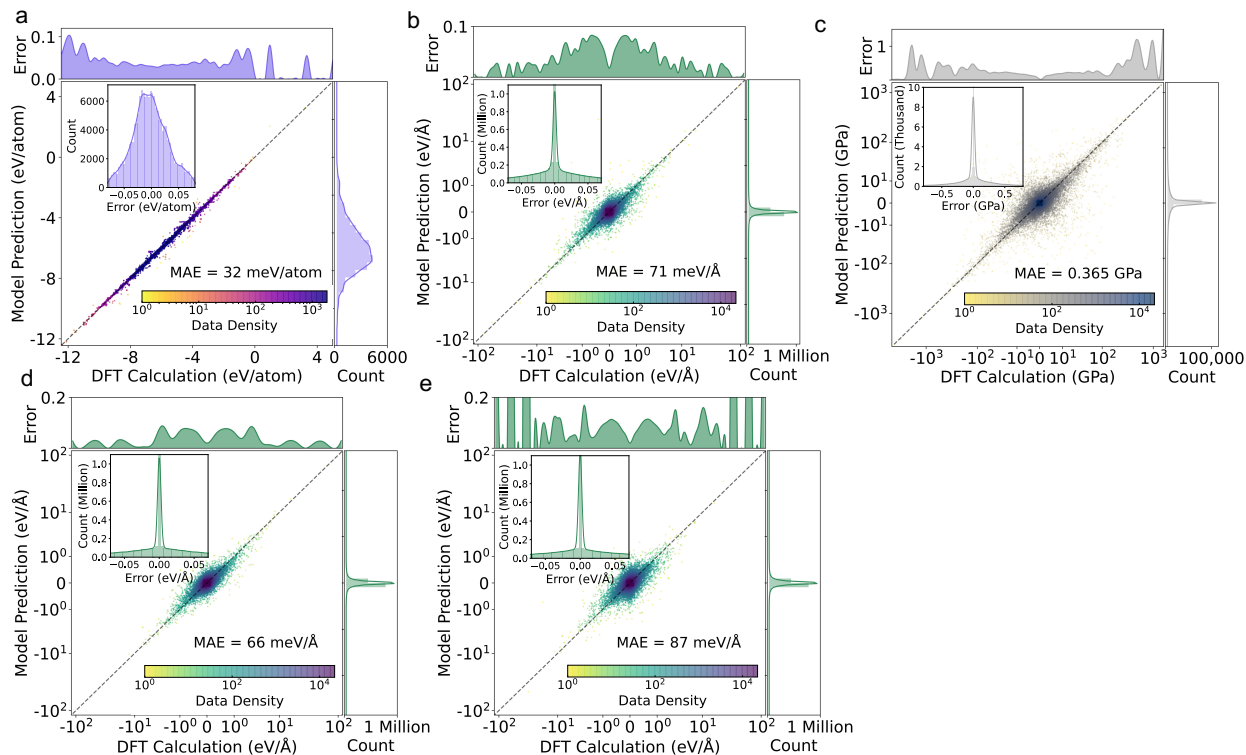 a
Error
0.1
0.0
4
0
-4
-8
-12
Model Prediction (eV/atom)
Count
6000
4000
2000
0
-0.05 0.00 0.05
Error (eV/atom)
MAE = 32 meV/atom
10⁰ 10¹ 10² 10³
Data Density
-12 -8 -4 0 4
DFT Calculation (eV/atom)
0 6000
Count
b
Error
0.1
10²
10¹
10⁰
0
-10⁰
-10¹
-10²
Model Prediction (eV/Å)
Count (Million)
1.0
0.8
0.6
0.4
0.2
0.0
-0.05 0.00 0.05
Error (eV/Å)
MAE = 71 meV/Å
10⁰ 10²
Data Density
-10² -10¹ -10⁰ 0 10⁰ 10¹ 10²
DFT Calculation (eV/Å)
1 Million
Count
c
Error
1
10³
10²
10¹
0
-10¹
-10²
-10³
Model Prediction (GPa)
Count (Thousand)
10
8
6
4
2
0
-0.5 0.0 0.5
Error (GPa)
MAE = 0.365 GPa
10⁰ 10² 10⁴
Data Density
-10³ -10² -10¹ 0 10¹ 10² 10³
DFT Calculation (GPa)
100,000
Count
d
Error
0.2
0.0
10²
10¹
10⁰
0
-10⁰
-10¹
-10²
Model Prediction (eV/Å)
Count (Million)
1.0
0.8
0.6
0.4
0.2
0.0
-0.05 0.00 0.05
Error (eV/Å)
MAE = 66 meV/Å
10⁰ 10² 10⁴
Data Density
-10² -10¹ -10⁰ 0 10⁰ 10¹ 10²
DFT Calculation (eV/Å)
1 Million
Count
e
Error
0.2
0.0
10²
10¹
10⁰
0
-10⁰
-10¹
-10²
Model Prediction (eV/Å)
Count (Million)
1.0
0.8
0.6
0.4
0.2
0.0
-0.05 0.00 0.05
Error (eV/Å)
MAE = 87 meV/Å
10⁰ 10² 10⁴
Data Density
-10² -10¹ -10⁰ 0 10⁰ 10¹ 10²
DFT Calculation (eV/Å)
1 Million
Count